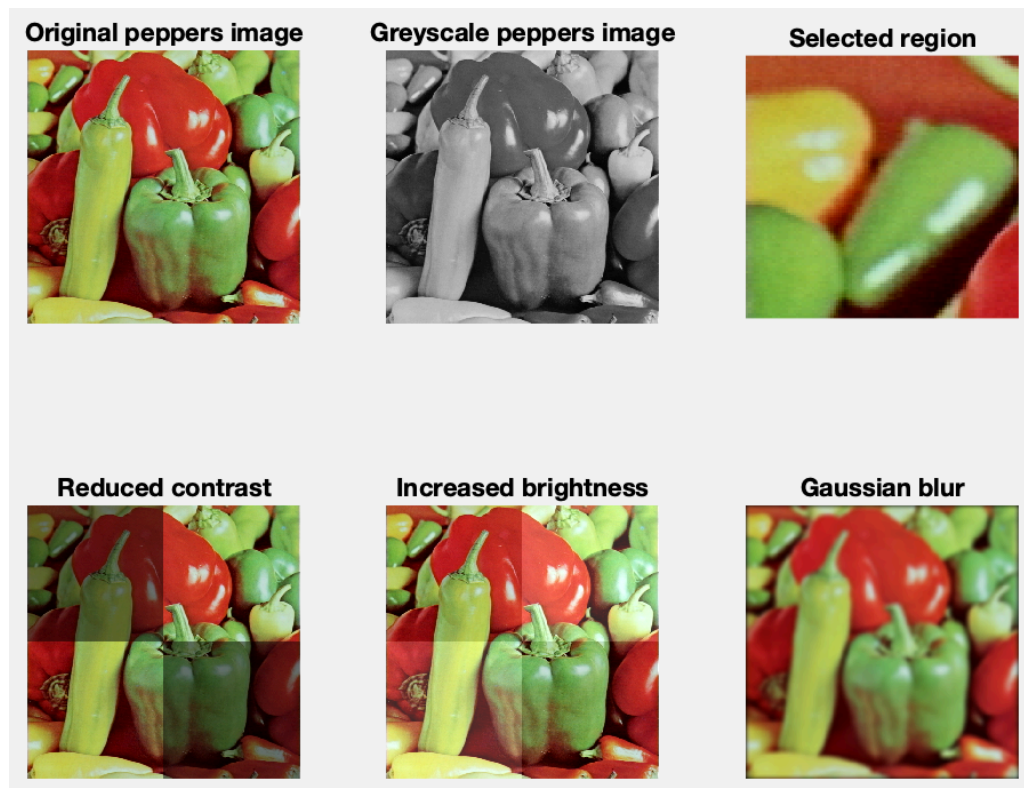 Original peppers image
Greyscale peppers image
Selected region
Reduced contrast
Increased brightness
Gaussian blur